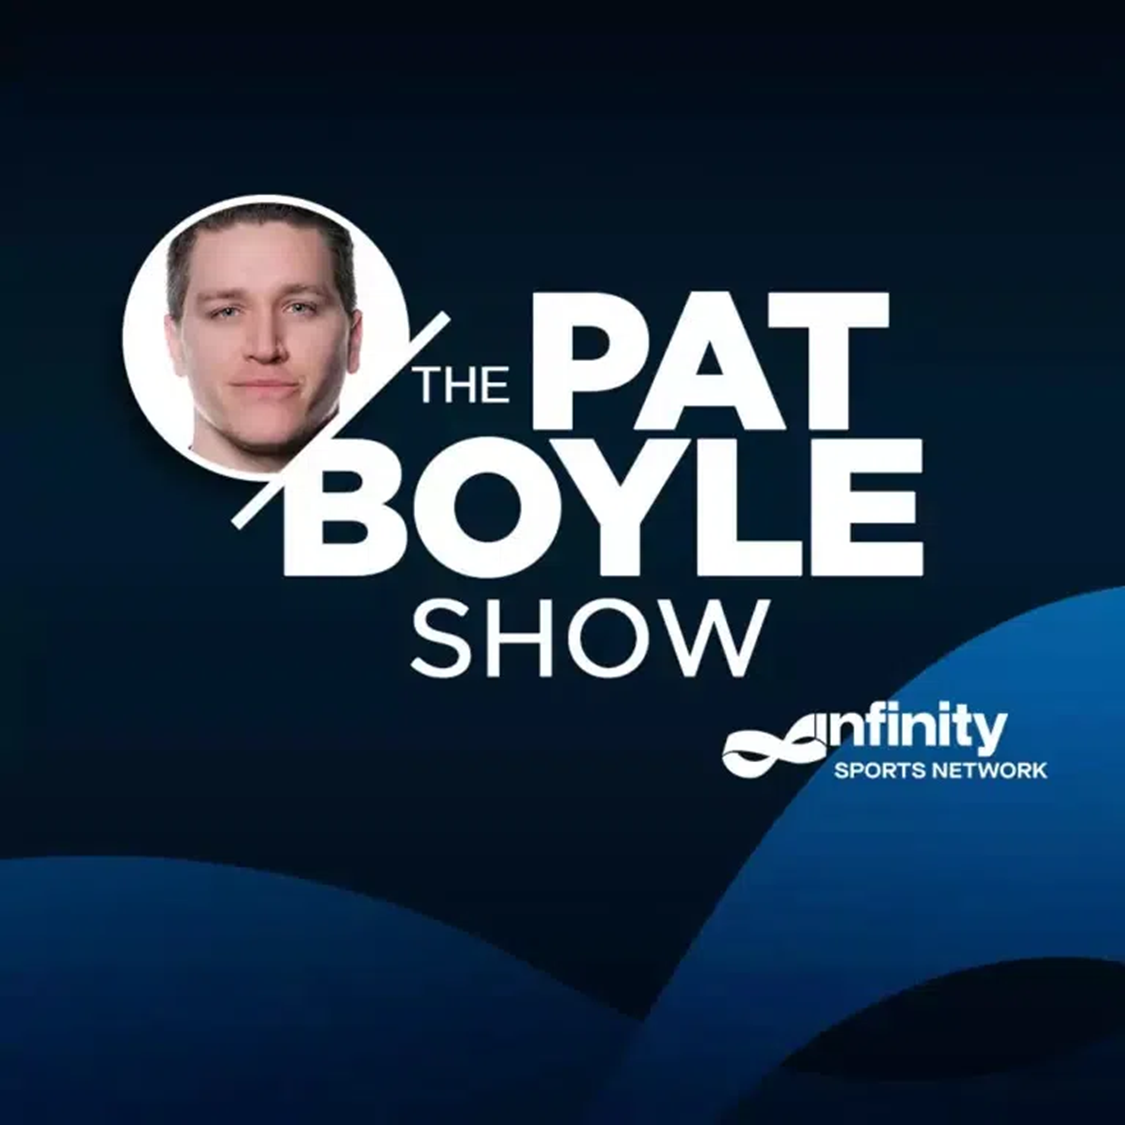 THE PAT
BOYLE
SHOW
infinity
SPORTS NETWORK